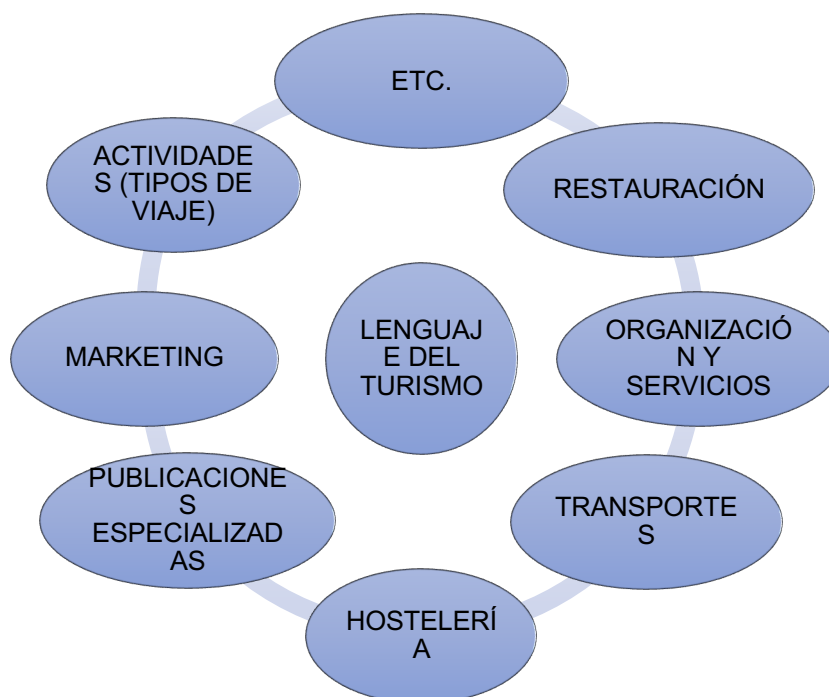 ETC.
RESTAURACIÓN
ORGANIZACIÓ
N Y
SERVICIOS
TRANSPORTE
S
HOSTELERÍ
A
PUBLICACIONE
S
ESPECIALIZAD
AS
MARKETING
ACTIVIDADE
S (TIPOS DE
VIAJE)
LENGUAJ
E DEL
TURISMO